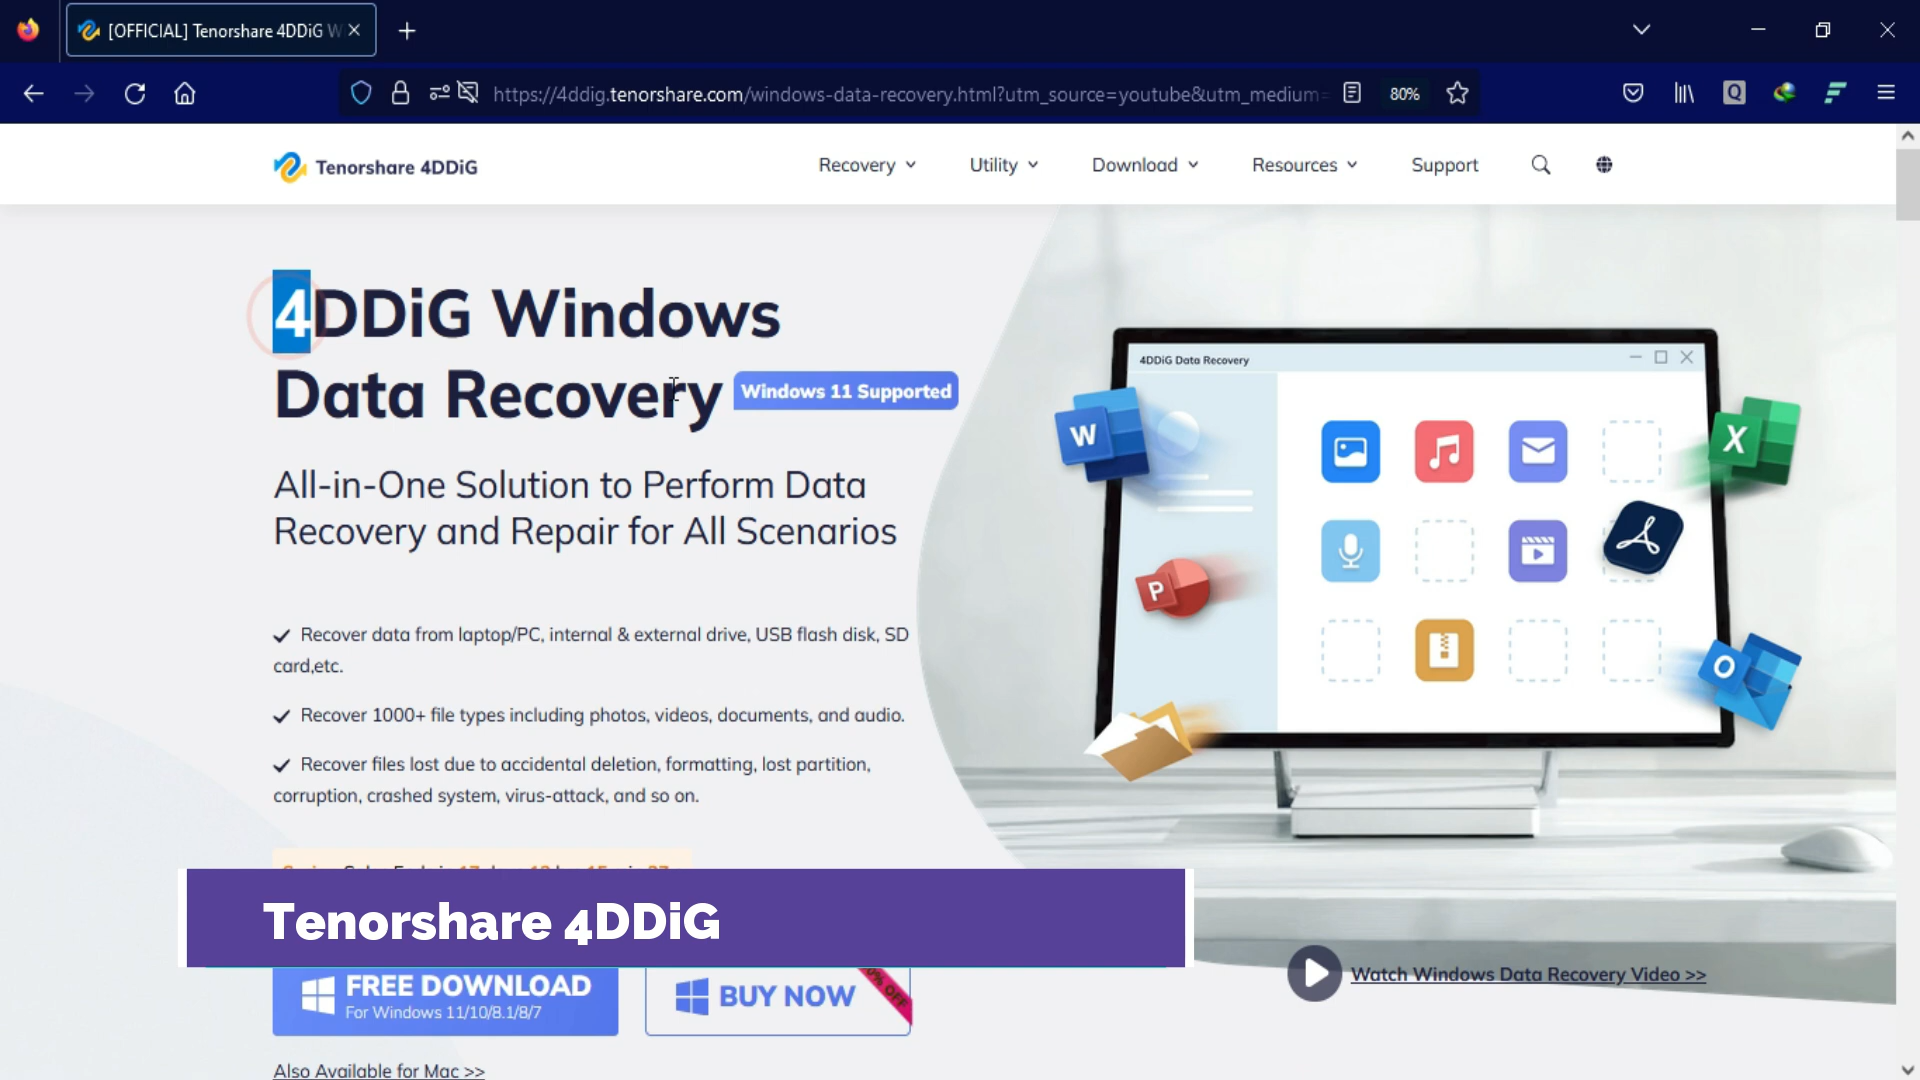 [OFFICIAL] Tenorshare 4DDiG W
https://4ddig.tenorshare.com/windows-data-recovery.html?utm_source=youtube&utm_medium=
80%
Tenorshare 4DDiG
Recovery
Utility
Download
Resources
Support
4DDiG Windows
Data Recovery
Windows 11 Supported
All-in-One Solution to Perform Data
Recovery and Repair for All Scenarios
Recover data from laptop/PC, internal & external drive, USB flash disk, SD
card,etc.
Recover 1000+ file types including photos, videos, documents, and audio.
Recover files lost due to accidental deletion, formatting, lost partition,
corruption, crashed system, virus-attack, and so on.
4DDiG Data Recovery
W
X
P
O
Tenorshare 4DDiG
FREE DOWNLOAD
For Windows 11/10/8.1/8/7
BUY NOW
OFF
Watch Windows Data Recovery Video >>
Also Available for Mac >>